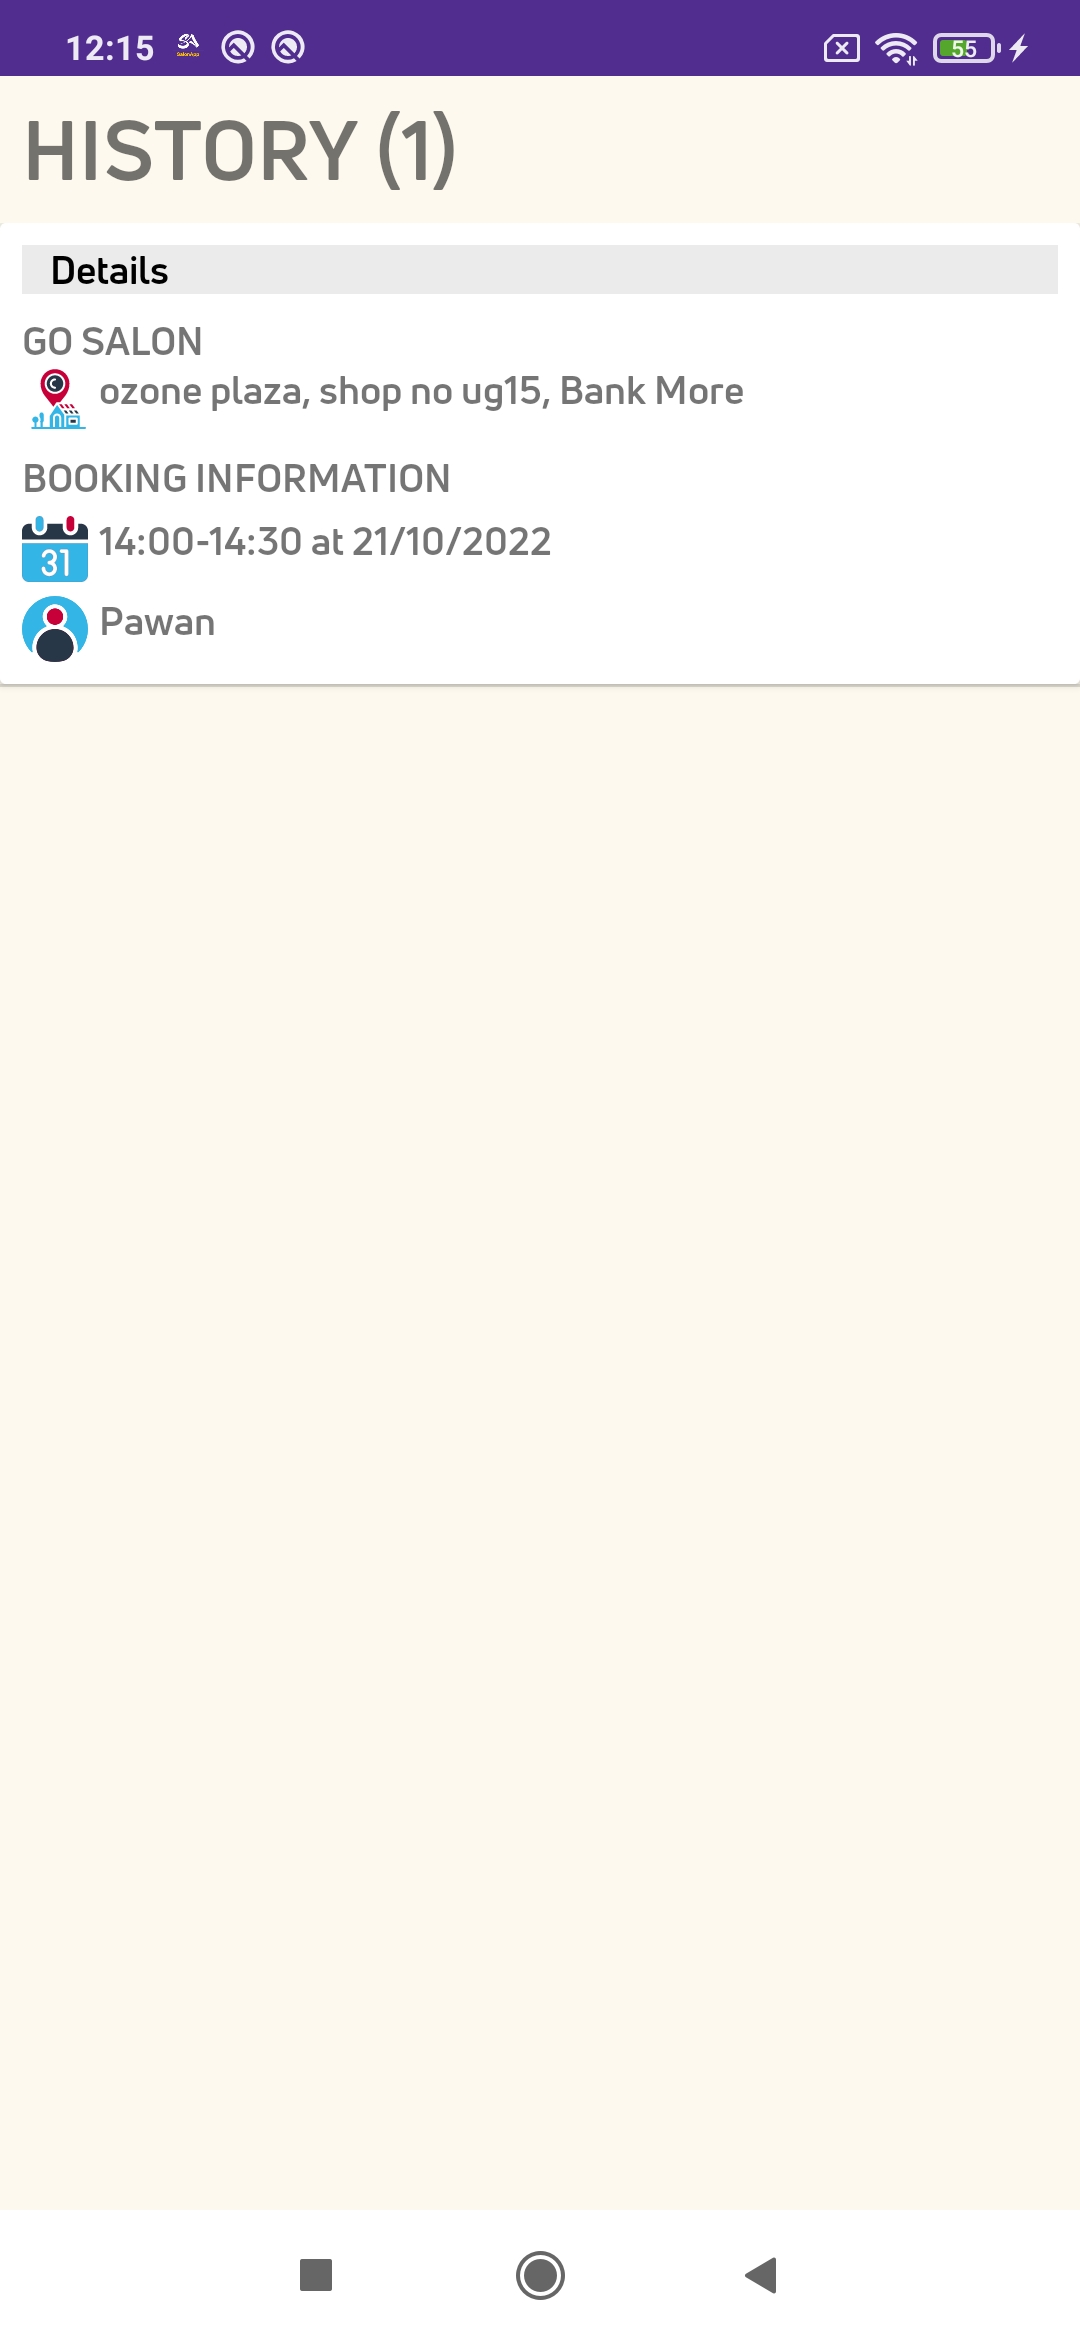 12:15
55
HISTORY (1)
Details
GO SALON
ozone plaza, shop no ug15, Bank More
BOOKING INFORMATION
31
14:00-14:30 at 21/10/2022
Pawan